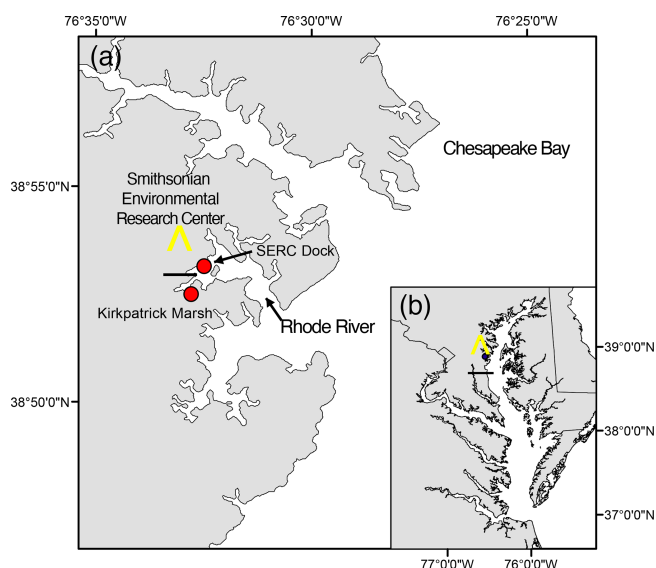 76°35'0"W
76°30'0"W
76°25'0"W
(a)
Chesapeake Bay
38°55'0"N
Smithsonian
Environmental
Research Center
SERC Dock
Kirkpatrick Marsh
Rhode River
38°50'0"N
(b)
39°0'0"N
38°0'0"N
37°0'0"N
77°0'0"W
76°0'0"W